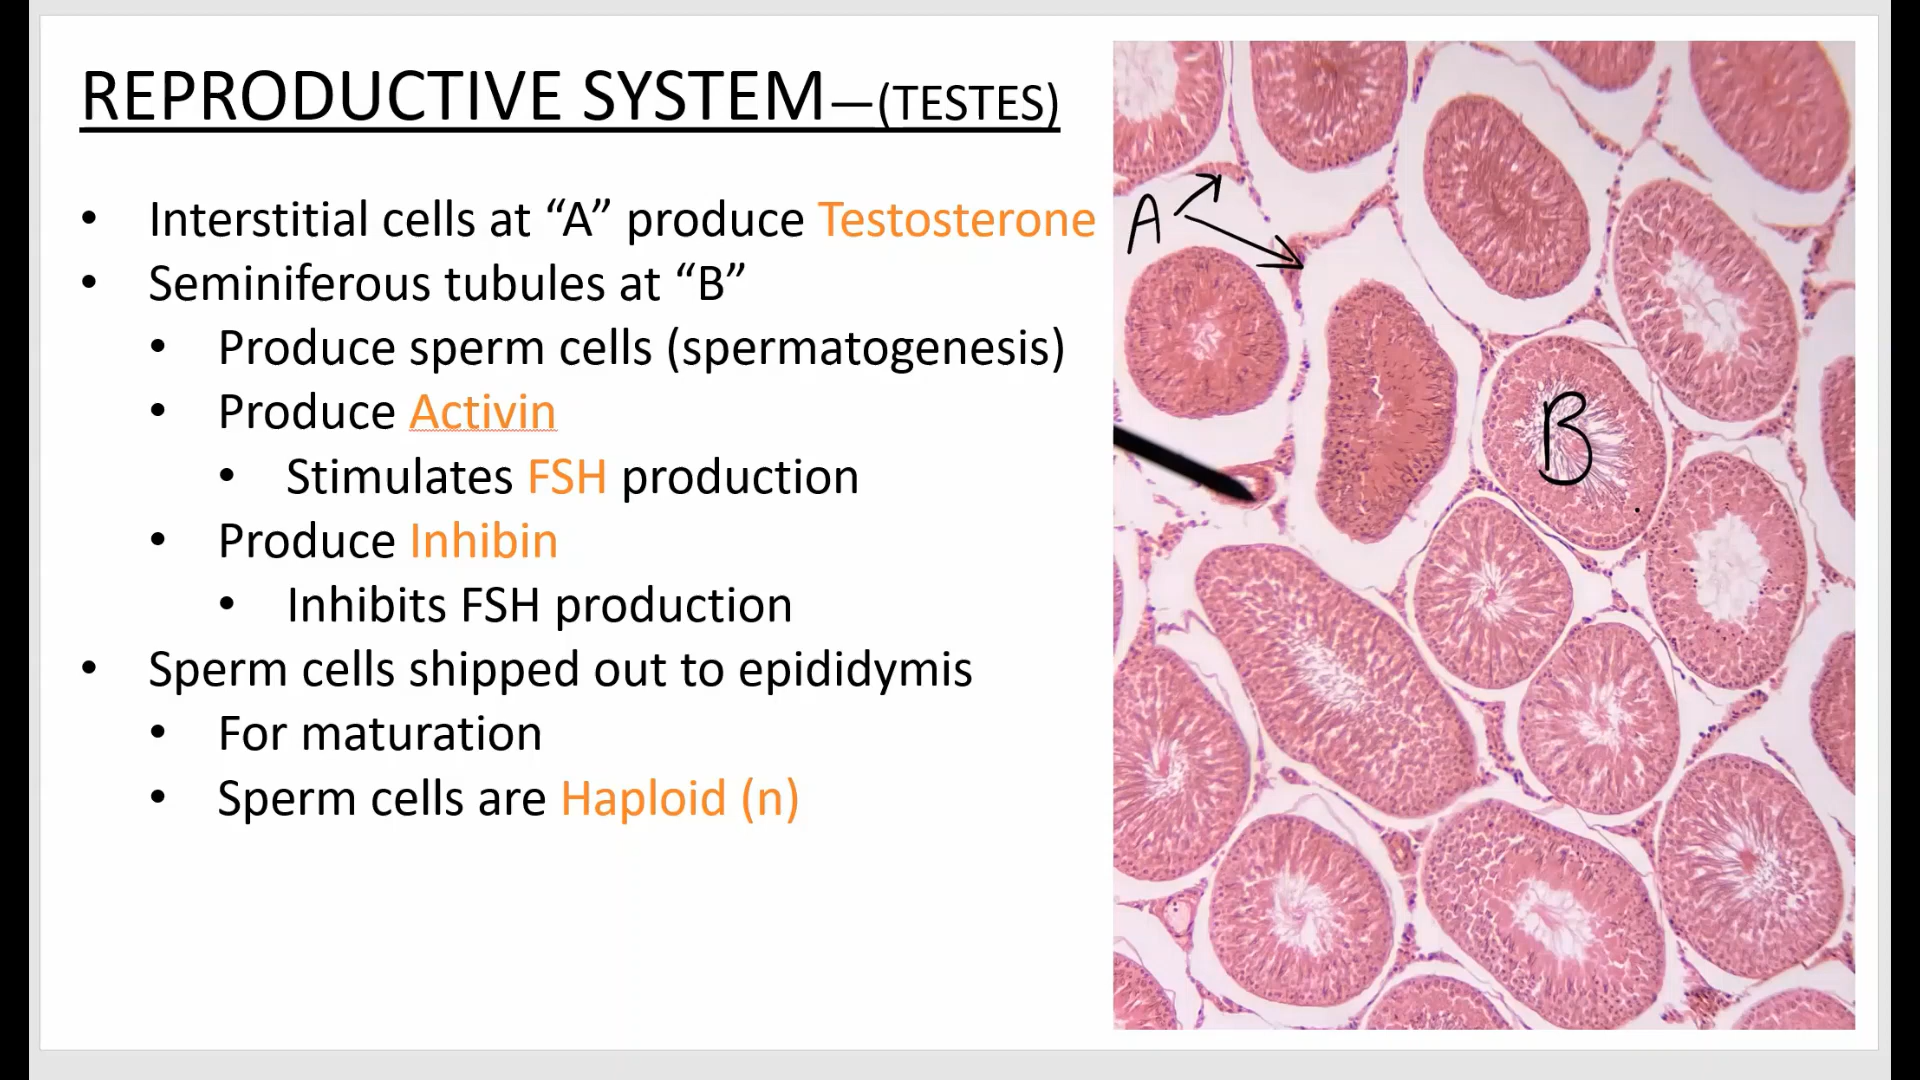 REPRODUCTIVE SYSTEM—(TESTES)
• Interstitial cells at “A” produce Testosterone
• Seminiferous tubules at “B”
• Produce sperm cells (spermatogenesis)
• Produce Activin
• Stimulates FSH production
• Produce Inhibin
• Inhibits FSH production
• Sperm cells shipped out to epididymis
• For maturation
• Sperm cells are Haploid (n)
A
B